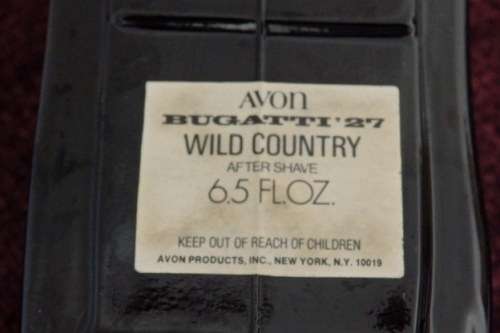 AVON
BUGATTI '27
WILD COUNTRY
AFTER SHAVE
6.5 FL.OZ.
KEEP OUT OF REACH OF CHILDREN
AVON PRODUCTS, INC., NEW YORK, N.Y. 10019